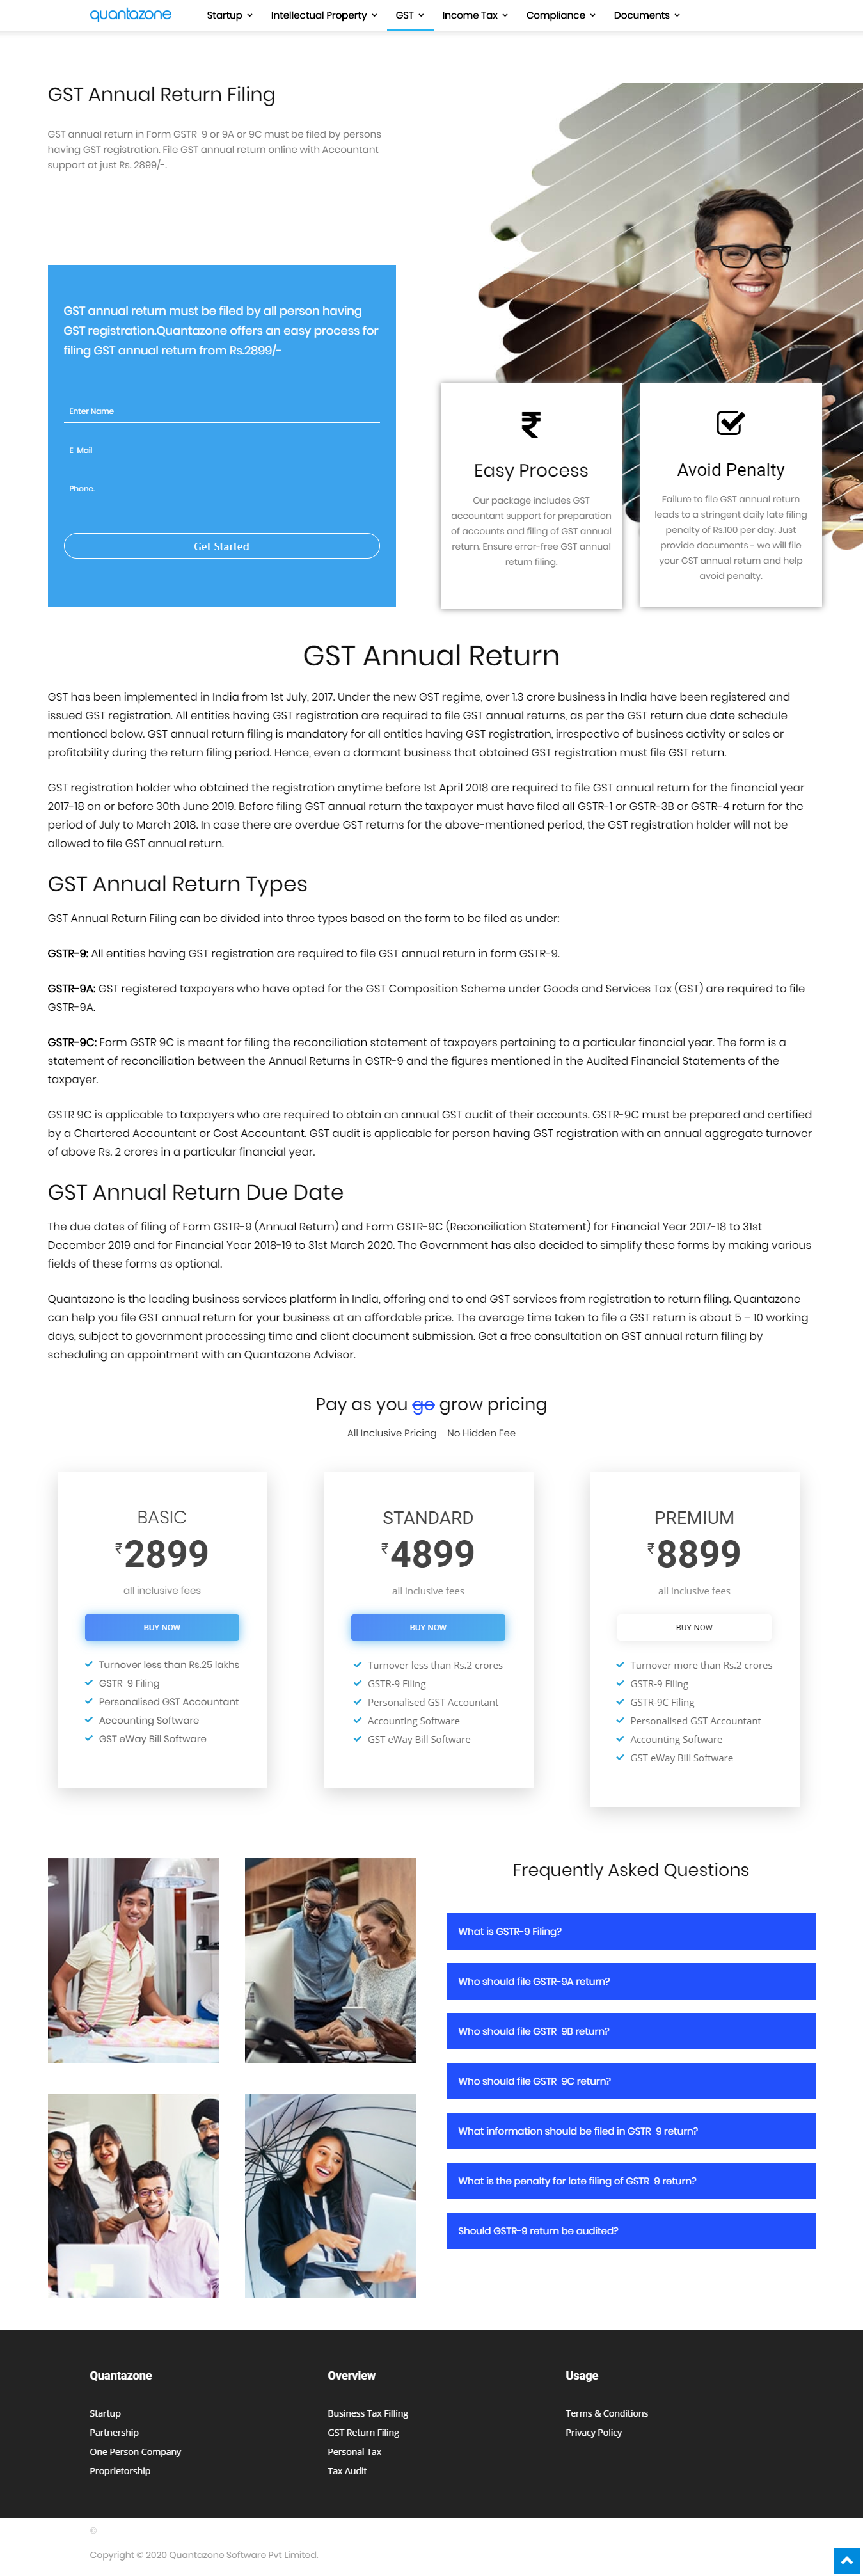 quantazone
Startup
Intellectual Property
GST
Income Tax
Compliance
Documents
GST Annual Return Filing
GST annual return in Form GSTR-9 or 9A or 9C must be filed by persons
having GST registration. File GST annual return online with Accountant
support at just Rs. 2899/-.
GST annual return must be filed by all person having
GST registration.Quantazone offers an easy process for
filing GST annual return from Rs.2899/-
Enter Name
E-Mail
Phone.
Get Started
₹
Easy Process
Our package includes GST
accountant support for preparation
of accounts and filing of GST annual
return. Ensure error-free GST annual
return filing.
Avoid Penalty
Failure to file GST annual return
leads to a stringent daily late filing
penalty of Rs.100 per day. Just
provide documents - we will file
your GST annual return and help
avoid penalty.
GST Annual Return
GST has been implemented in India from 1st July, 2017. Under the new GST regime, over 1.3 crore business in India have been registered and
issued GST registration. All entities having GST registration are required to file GST annual returns, as per the GST return due date schedule
mentioned below. GST annual return filing is mandatory for all entities having GST registration, irrespective of business activity or sales or
profitability during the return filing period. Hence, even a dormant business that obtained GST registration must file GST return.
GST registration holder who obtained the registration anytime before 1st April 2018 are required to file GST annual return for the financial year
2017-18 on or before 30th June 2019. Before filing GST annual return the taxpayer must have filed all GSTR-1 or GSTR-3B or GSTR-4 return for the
period of July to March 2018. In case there are overdue GST returns for the above-mentioned period, the GST registration holder will not be
allowed to file GST annual return.
GST Annual Return Types
GST Annual Return Filing can be divided into three types based on the form to be filed as under:
GSTR-9: All entities having GST registration are required to file GST annual return in form GSTR-9.
GSTR-9A: GST registered taxpayers who have opted for the GST Composition Scheme under Goods and Services Tax (GST) are required to file
GSTR-9A.
GSTR-9C: Form GSTR 9C is meant for filing the reconciliation statement of taxpayers pertaining to a particular financial year. The form is a
statement of reconciliation between the Annual Returns in GSTR-9 and the figures mentioned in the Audited Financial Statements of the
taxpayer.
GSTR 9C is applicable to taxpayers who are required to obtain an annual GST audit of their accounts. GSTR-9C must be prepared and certified
by a Chartered Accountant or Cost Accountant. GST audit is applicable for person having GST registration with an annual aggregate turnover
of above Rs. 2 crores in a particular financial year.
GST Annual Return Due Date
The due dates of filing of Form GSTR-9 (Annual Return) and Form GSTR-9C (Reconciliation Statement) for Financial Year 2017-18 to 31st
December 2019 and for Financial Year 2018-19 to 31st March 2020. The Government has also decided to simplify these forms by making various
fields of these forms as optional.
Quantazone is the leading business services platform in India, offering end to end GST services from registration to return filing. Quantazone
can help you file GST annual return for your business at an affordable price. The average time taken to file a GST return is about 5 – 10 working
days, subject to government processing time and client document submission. Get a free consultation on GST annual return filing by
scheduling an appointment with an Quantazone Advisor.
Pay as you go grow pricing
All Inclusive Pricing – No Hidden Fee
BASIC
₹2899
all inclusive fees
BUY NOW
Turnover less than Rs.25 lakhs
GSTR-9 Filing
Personalised GST Accountant
Accounting Software
GST eWay Bill Software
STANDARD
₹4899
all inclusive fees
BUY NOW
Turnover less than Rs.2 crores
GSTR-9 Filing
Personalised GST Accountant
Accounting Software
GST eWay Bill Software
PREMIUM
₹8899
all inclusive fees
BUY NOW
Turnover more than Rs.2 crores
GSTR-9 Filing
GSTR-9C Filing
Personalised GST Accountant
Accounting Software
GST eWay Bill Software
Frequently Asked Questions
What is GSTR-9 Filing?
Who should file GSTR-9A return?
Who should file GSTR-9B return?
Who should file GSTR-9C return?
What information should be filed in GSTR-9 return?
What is the penalty for late filing of GSTR-9 return?
Should GSTR-9 return be audited?
Quantazone
Startup
Partnership
One Person Company
Proprietorship
Overview
Business Tax Filling
GST Return Filing
Personal Tax
Tax Audit
Usage
Terms & Conditions
Privacy Policy
©
Copyright © 2020 Quantazone Software Pvt Limited.